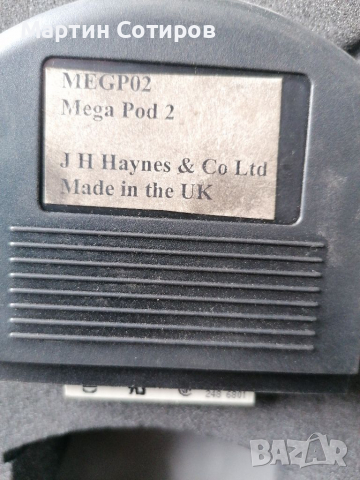 Мартин Сотиров
MEGP02
Mega Pod 2
J H Haynes & Co Ltd
Made in the UK
BAZAR